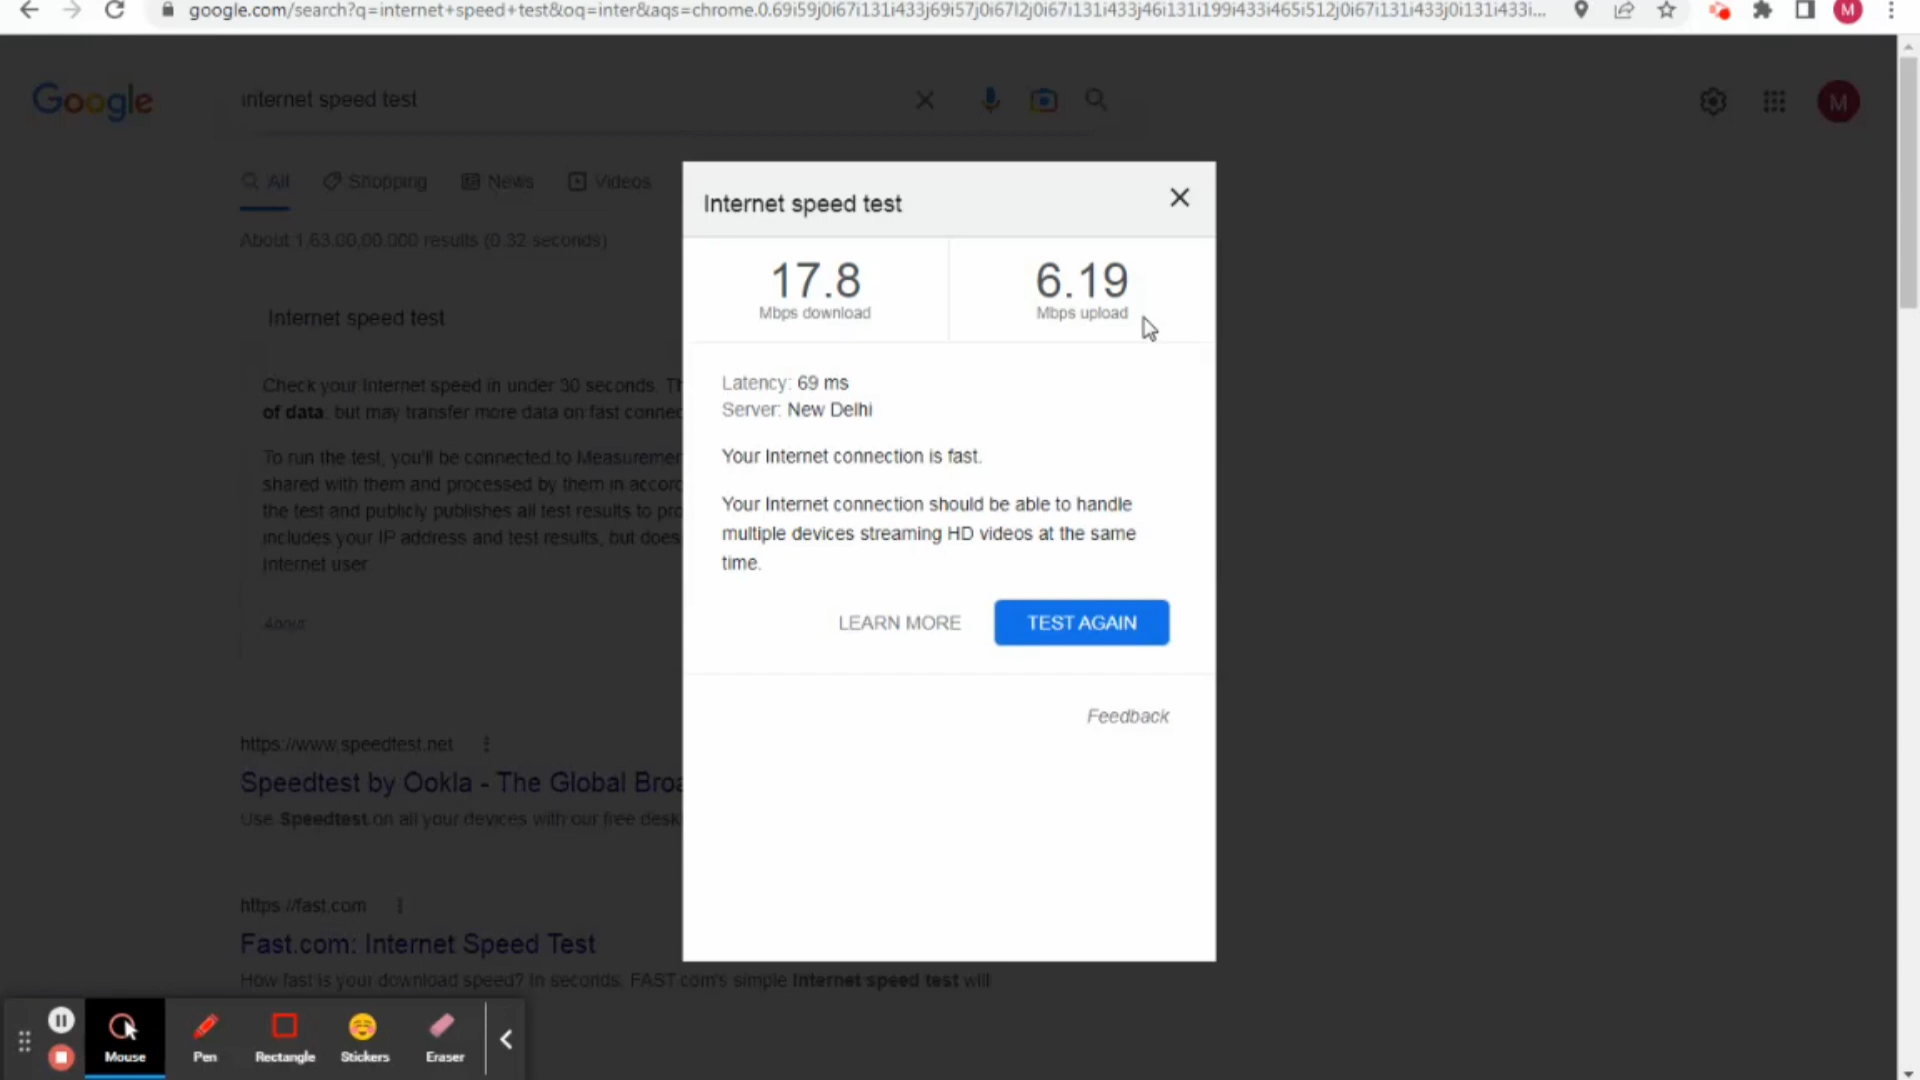 google.com/search?q=internet+speed+test&oq=inter&aqs=chrome.0.69i59j0i67i131i433j69i57j0i67l2j0i67i131i433j46i131i199i433i465i512j0i67i131i433j0i131i433i...
M
Google
internet speed test
M
All
Shopping
News
Videos
About 1,63,00,00,000 results (0.32 seconds)
Internet speed test
Check your Internet speed in under 30 seconds.
of data, but may transfer more data on fast
To run the test, you'll be connected to
shared with them and processed by them in
the test and publicly publishes all test results to
includes your IP address and test results, but
Internet user
About
https://www.speedtest.net
Speedtest by Ookla - The Global
Use Speedtest on all your devices with our free
https://fast.com
Fast.com: Internet Speed Test
How fast is your download speed? In seconds, FAST.com's simple Internet speed test will
Internet speed test
17.8
Mbps download
6.19
Mbps upload
Latency: 69 ms
Server: New Delhi
Your Internet connection is fast.
Your Internet connection should be able to handle
multiple devices streaming HD videos at the same
time.
LEARN MORE
TEST AGAIN
Feedback
Mouse
Pen
Rectangle
Stickers
Eraser